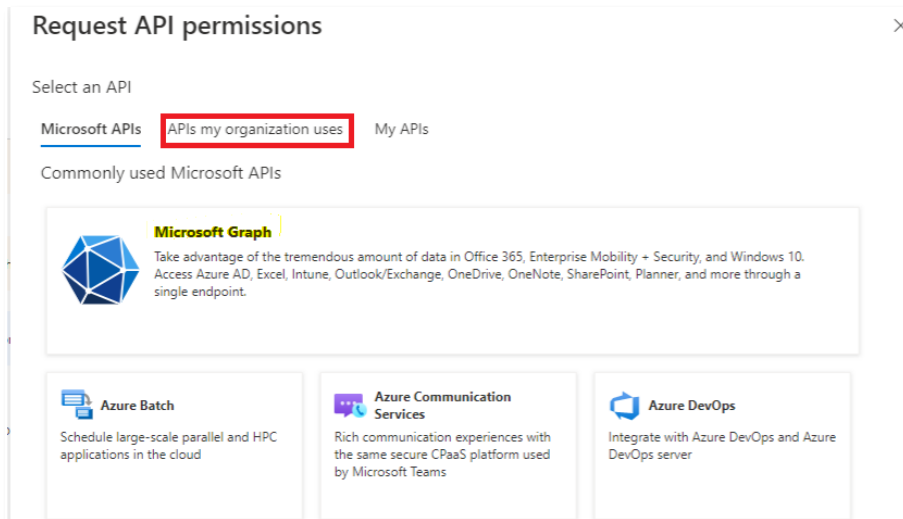 Request API permissions
Select an API
Microsoft APIs
APIs my organization uses
My APIs
Commonly used Microsoft APIs
Microsoft Graph
Take advantage of the tremendous amount of data in Office 365, Enterprise Mobility + Security, and Windows 10.
Access Azure AD, Excel, Intune, Outlook/Exchange, OneDrive, OneNote, SharePoint, Planner, and more through a
single endpoint.
Azure Batch
Schedule large-scale parallel and HPC
applications in the cloud
Azure Communication
Services
Rich communication experiences with
the same secure CPaaS platform used
by Microsoft Teams
Azure DevOps
Integrate with Azure DevOps and Azure
DevOps server